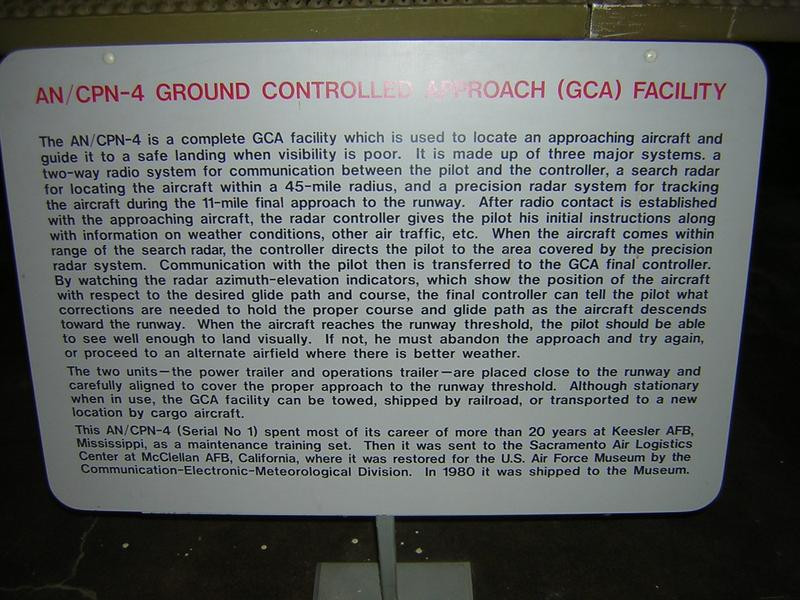 AN/CPN-4 GROUND CONTROLLED APPROACH (GCA) FACILITY
The AN/CPN-4 is a complete GCA facility which is used to locate an approaching aircraft and
guide it to a safe landing when visibility is poor. It is made up of three major systems. a
two-way radio system for communication between the pilot and the controller, a search radar
for locating the aircraft within a 45-mile radius, and a precision radar system for tracking
the aircraft during the 11-mile final approach to the runway. After radio contact is established
with the approaching aircraft, the radar controller gives the pilot his initial instructions along
with information on weather conditions, other air traffic, etc. When the aircraft comes within
range of the search radar, the controller directs the pilot to the area covered by the precision
radar system. Communication with the pilot then is transferred to the GCA final controller.
By watching the radar azimuth-elevation indicators, which show the position of the aircraft
with respect to the desired glide path and course, the final controller can tell the pilot what
corrections are needed to hold the proper course and glide path as the aircraft descends
toward the runway. When the aircraft reaches the runway threshold, the pilot should be able
to see well enough to land visually. If not, he must abandon the approach and try again,
or proceed to an alternate airfield where there is better weather.
The two units—the power trailer and operations trailer—are placed close to the runway and
carefully aligned to cover the proper approach to the runway threshold. Although stationary
when in use, the GCA facility can be towed, shipped by railroad, or transported to a new
location by cargo aircraft.
This AN/CPN-4 (Serial No 1) spent most of its career of more than 20 years at Keesler AFB,
Mississippi, as a maintenance training set. Then it was sent to the Sacramento Air Logistics
Center at McClellan AFB, California, where it was restored for the U.S. Air Force Museum by the
Communication-Electronic-Meteorological Division. In 1980 it was shipped to the Museum.